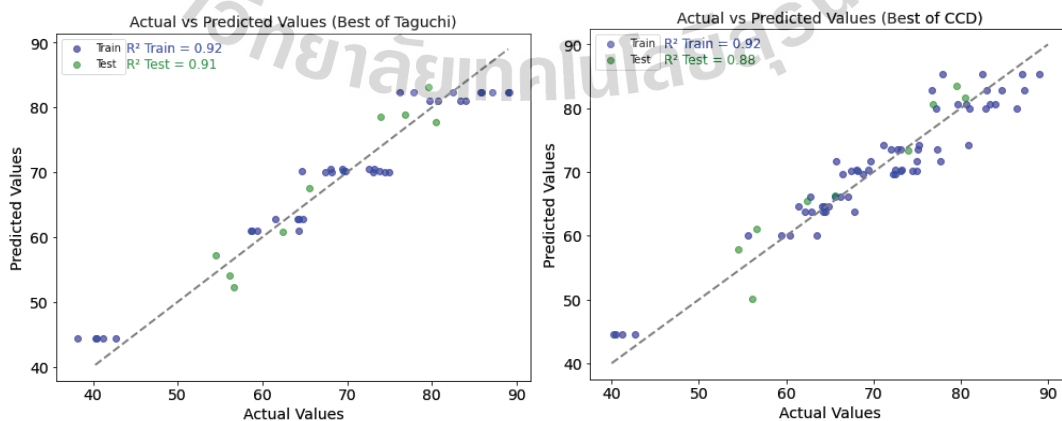 Actual vs Predicted Values (Best of Taguchi)
Train R² Train = 0.92
Test R² Test = 0.91
Predicted Values
90
80
70
60
50
40
40 50 60 70 80 90
Actual Values
Actual vs Predicted Values (Best of CCD)
Train R² Train = 0.92
Test R² Test = 0.88
Predicted Values
90
80
70
60
50
40
40 50 60 70 80 90
Actual Values